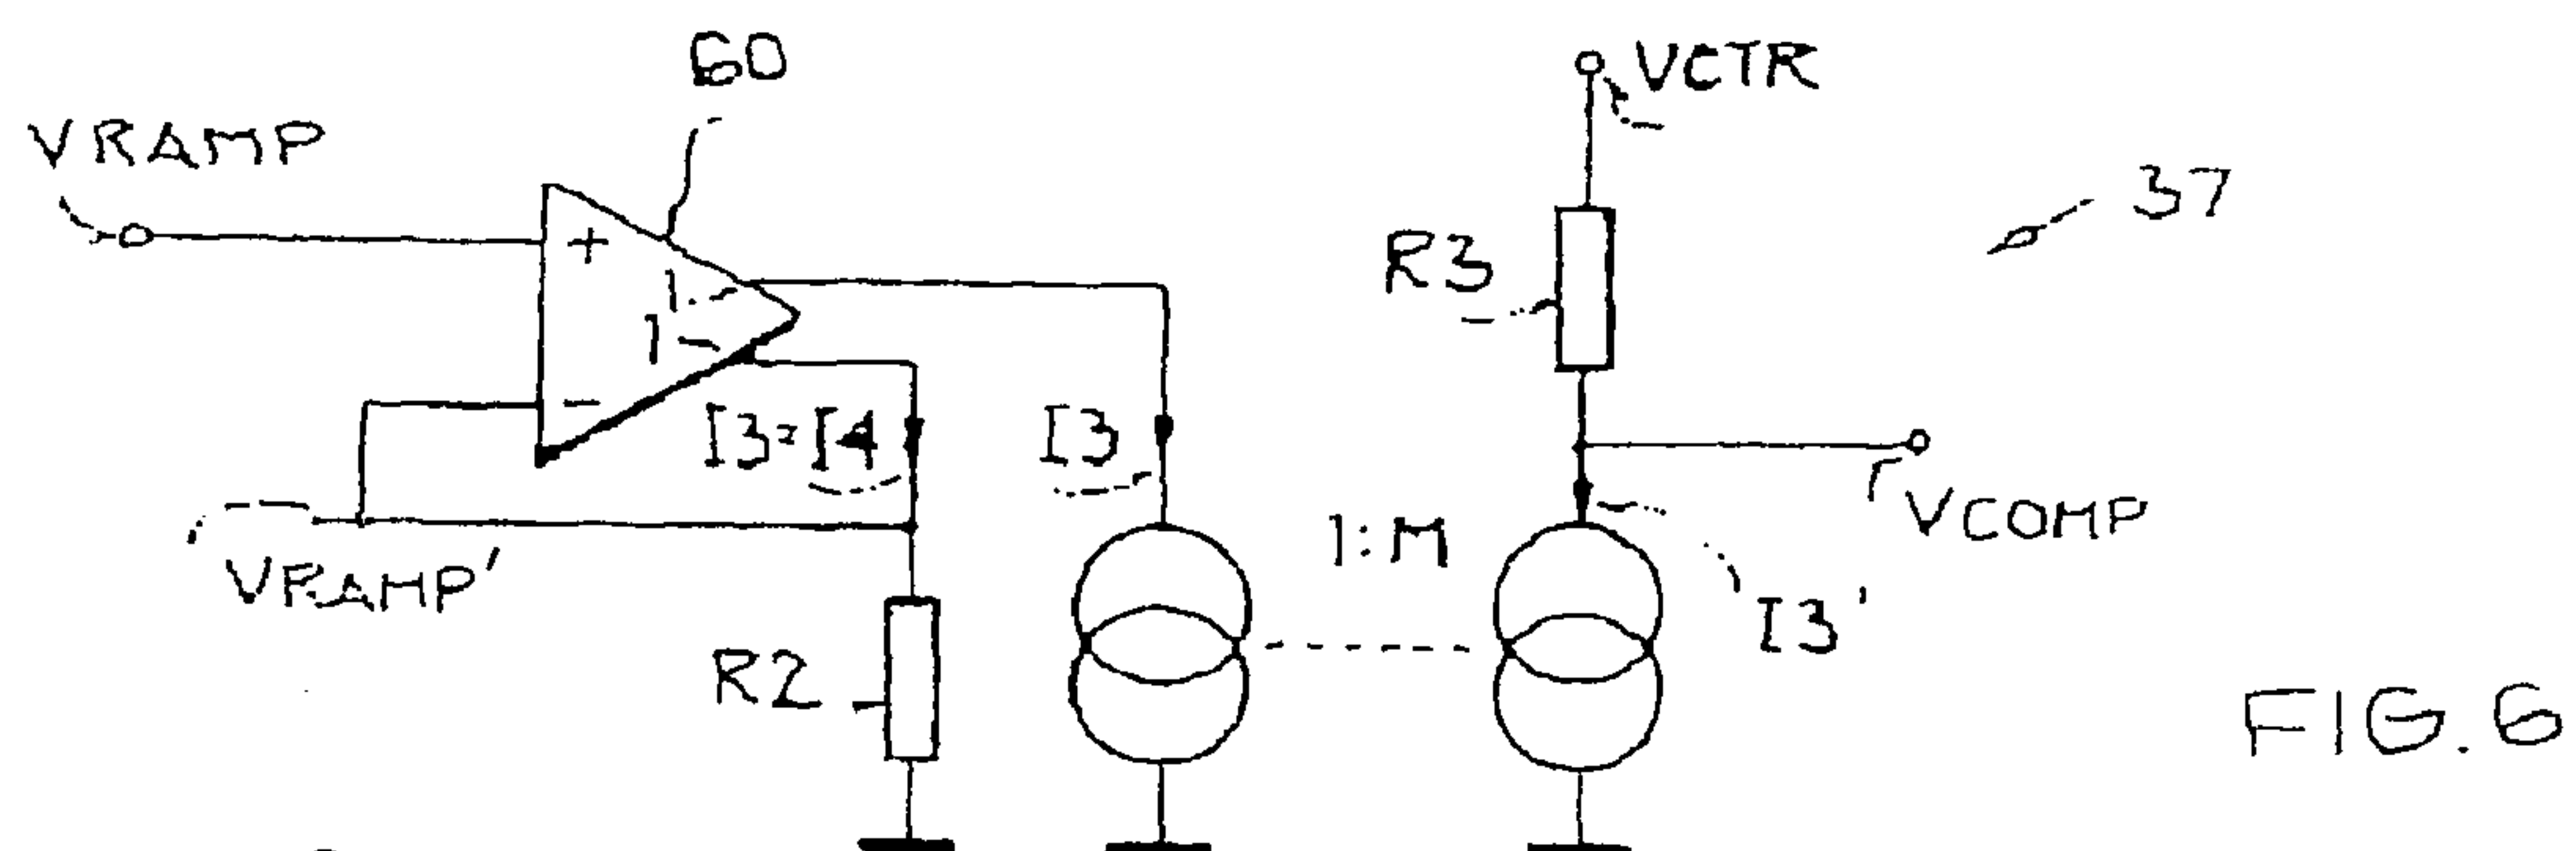 60
VCTR
VRAMP
37
+
R3
1
1
-
I3=I4
I3
VCOMP
1:M
VRAMP'
I3'
R2
FIG. 6